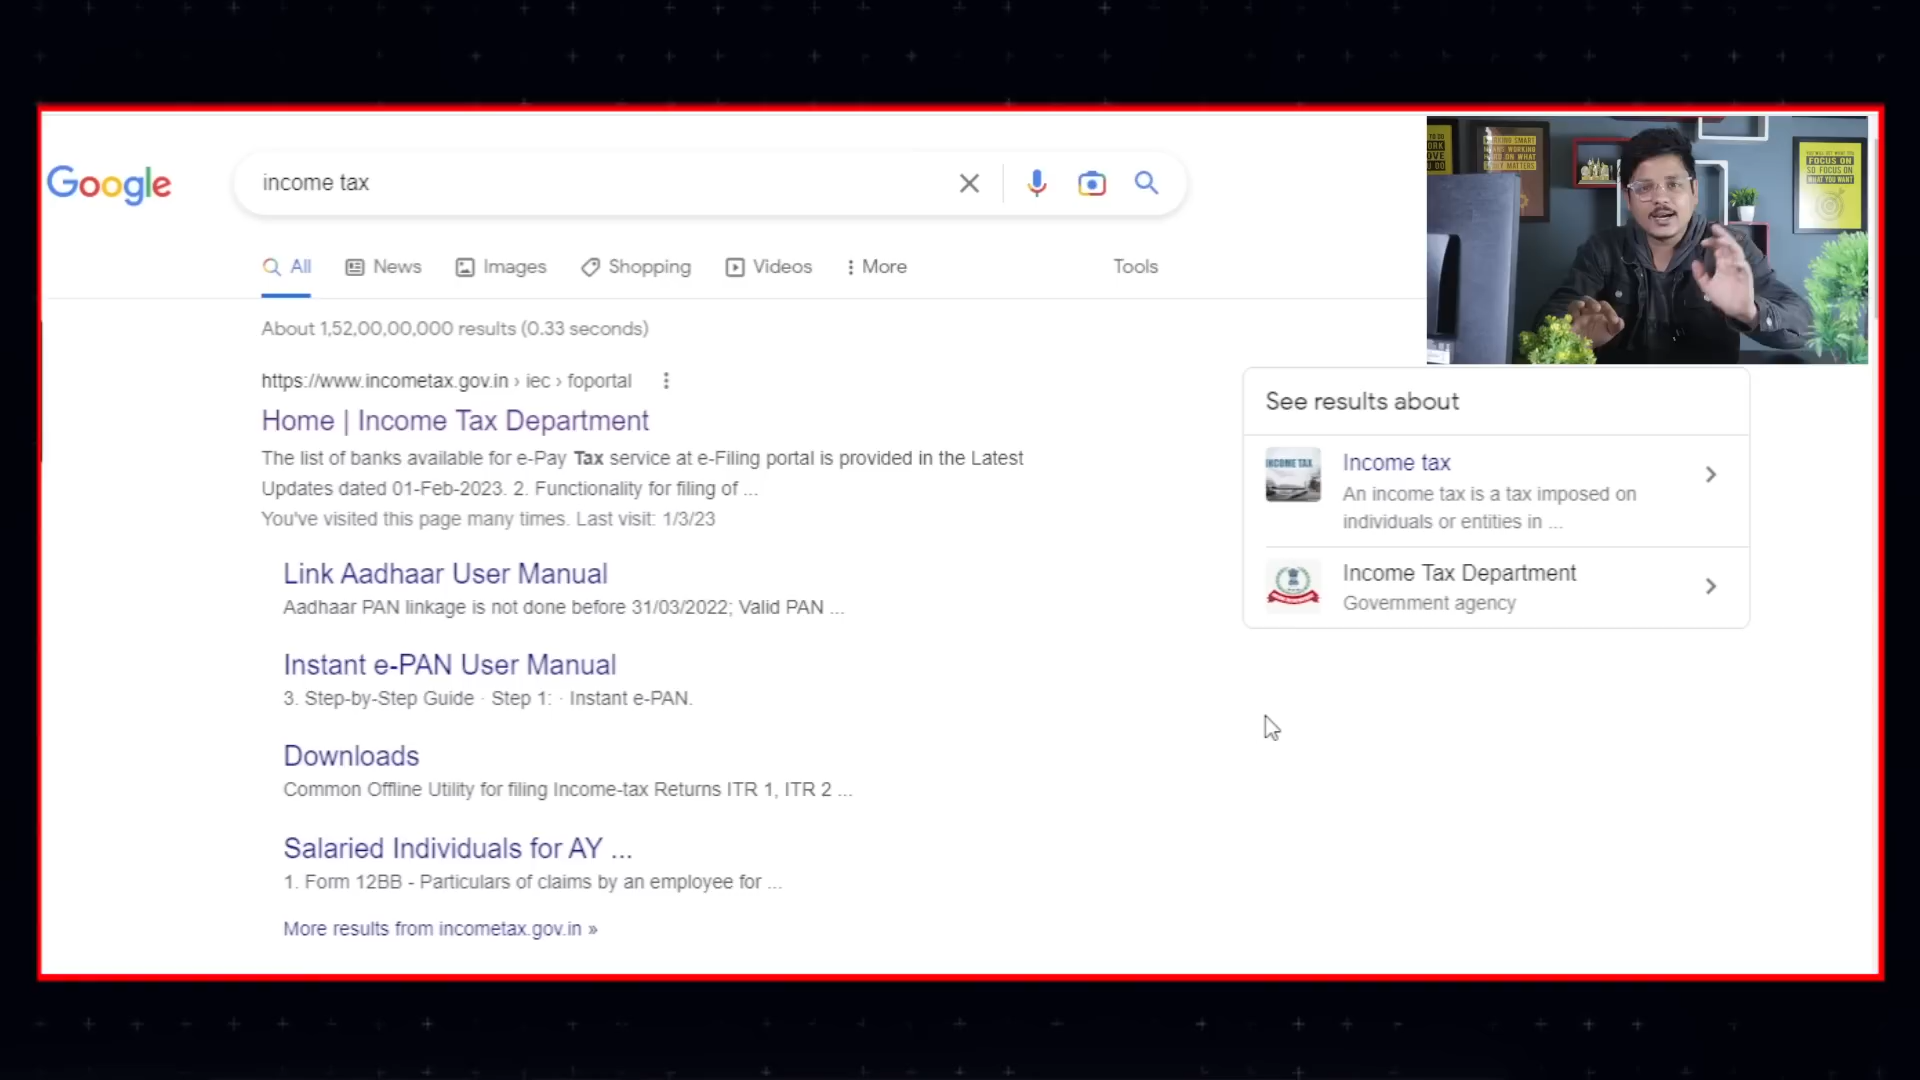 Google
income tax
All
News
Images
Shopping
Videos
More
Tools
About 1,52,00,00,000 results (0.33 seconds)
https://www.incometax.gov.in › iec › foportal
Home | Income Tax Department
The list of banks available for e-Pay Tax service at e-Filing portal is provided in the Latest
Updates dated 01-Feb-2023. 2. Functionality for filing of ...
You've visited this page many times. Last visit: 1/3/23
Link Aadhaar User Manual
Aadhaar PAN linkage is not done before 31/03/2022; Valid PAN ...
Instant e-PAN User Manual
3. Step-by-Step Guide · Step 1: · Instant e-PAN.
Downloads
Common Offline Utility for filing Income-tax Returns ITR 1, ITR 2 ...
Salaried Individuals for AY ...
1. Form 12BB - Particulars of claims by an employee for ...
More results from incometax.gov.in »
See results about
Income tax
An income tax is a tax imposed on
individuals or entities in ...
Income Tax Department
Government agency
INCOME TAX
FOCUS ON
SO FOCUS ON
WHAT YOU WANT